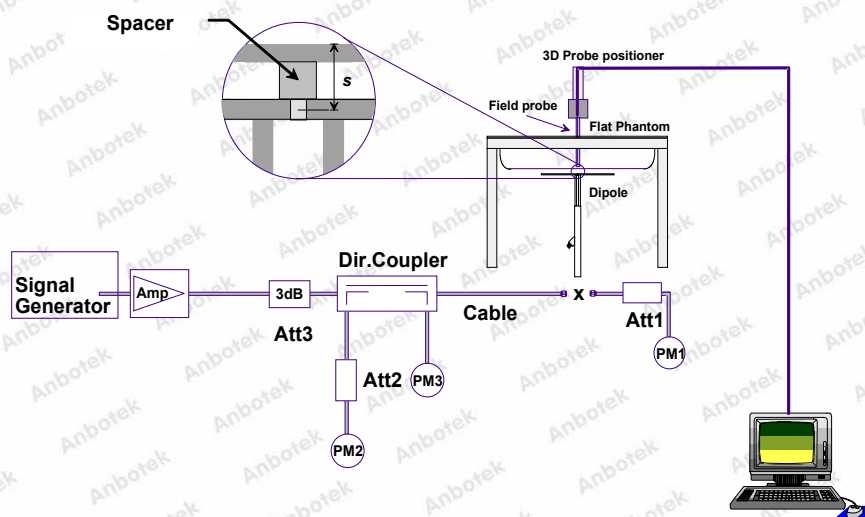 Spacer
s
3D Probe positioner
Field probe
Flat Phantom
Dipole
Signal
Generator
Amp
3dB
Att3
Dir.Coupler
Cable
x
Att1
PM1
Att2
PM3
PM2
Anbotek